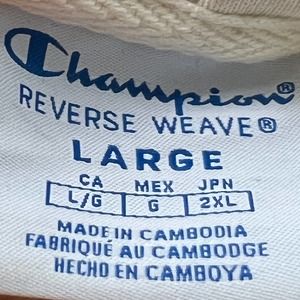 Champion®
REVERSE WEAVE®
LARGE
CA MEX JPN
L/G G 2XL
MADE IN CAMBODIA
FABRIQUÉ AU CAMBODGE
HECHO EN CAMBOYA